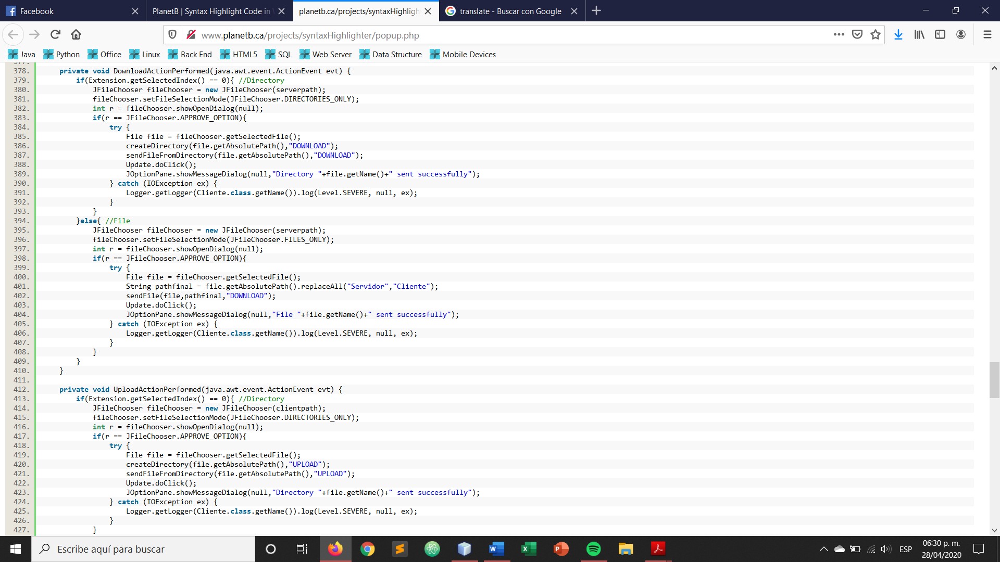 Facebook
PlanetB | Syntax Highlight Code in
planetb.ca/projects/syntaxHighligh
translate - Buscar con Google
www.planetb.ca/projects/syntaxHighlighter/popup.php
Java Python Office Linux Back End HTML5 SQL Web Server Data Structure Mobile Devices
377.
378. private void DownloadActionPerformed(java.awt.event.ActionEvent evt) {
379. if(Extension.getSelectedIndex() == 0){ //Directory
380. JFileChooser fileChooser = new JFileChooser(serverpath);
381. fileChooser.setFileSelectionMode(JFileChooser.DIRECTORIES_ONLY);
382. int r = fileChooser.showOpenDialog(null);
383. if(r == JFileChooser.APPROVE_OPTION){
384. try {
385. File file = fileChooser.getSelectedFile();
386. createDirectory(file.getAbsolutePath(),"DOWNLOAD");
387. sendFileFromDirectory(file.getAbsolutePath(),"DOWNLOAD");
388. Update.doClick();
389. JOptionPane.showMessageDialog(null,"Directory "+file.getName()+" sent successfully");
390. } catch (IOException ex) {
391. Logger.getLogger(Cliente.class.getName()).log(Level.SEVERE, null, ex);
392. }
393. }
394. }else{ //File
395. JFileChooser fileChooser = new JFileChooser(serverpath);
396. fileChooser.setFileSelectionMode(JFileChooser.FILES_ONLY);
397. int r = fileChooser.showOpenDialog(null);
398. if(r == JFileChooser.APPROVE_OPTION){
399. try {
400. File file = fileChooser.getSelectedFile();
401. String pathfinal = file.getAbsolutePath().replaceAll("Servidor","Cliente");
402. sendFile(file,pathfinal,"DOWNLOAD");
403. Update.doClick();
404. JOptionPane.showMessageDialog(null,"File "+file.getName()+" sent successfully");
405. } catch (IOException ex) {
406. Logger.getLogger(Cliente.class.getName()).log(Level.SEVERE, null, ex);
407. }
408. }
409. }
410. }
411.
412. private void UploadActionPerformed(java.awt.event.ActionEvent evt) {
413. if(Extension.getSelectedIndex() == 0){ //Directory
414. JFileChooser fileChooser = new JFileChooser(clientpath);
415. fileChooser.setFileSelectionMode(JFileChooser.DIRECTORIES_ONLY);
416. int r = fileChooser.showOpenDialog(null);
417. if(r == JFileChooser.APPROVE_OPTION){
418. try {
419. File file = fileChooser.getSelectedFile();
420. createDirectory(file.getAbsolutePath(),"UPLOAD");
421. sendFileFromDirectory(file.getAbsolutePath(),"UPLOAD");
422. Update.doClick();
423. JOptionPane.showMessageDialog(null,"Directory "+file.getName()+" sent successfully");
424. } catch (IOException ex) {
425. Logger.getLogger(Cliente.class.getName()).log(Level.SEVERE, null, ex);
426. }
427. }
Escribe aquí para buscar
ESP
06:30 p. m.
28/04/2020